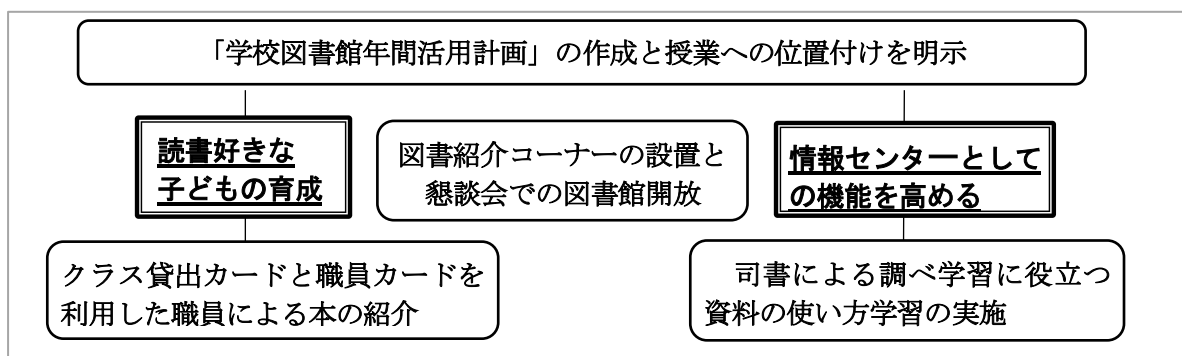 「学校図書館年間活用計画」の作成と授業への位置付けを明示
読書好きな
子どもの育成
図書紹介コーナーの設置と
懇談会での図書館開放
情報センターとして
の機能を高める
クラス貸出カードと職員カードを
利用した職員による本の紹介
司書による調べ学習に役立つ
資料の使い方学習の実施